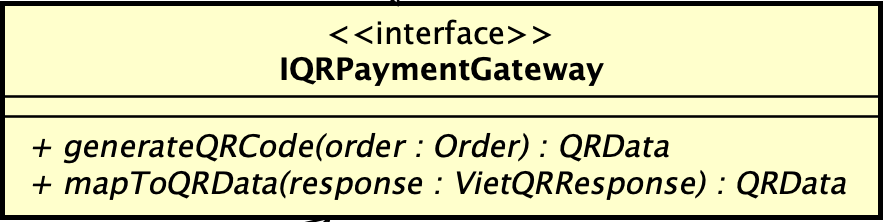 <<interface>>
IQRPaymentGateway
+ generateQRCode(order : Order) : QRData
+ mapToQRData(response : VietQRResponse) : QRData